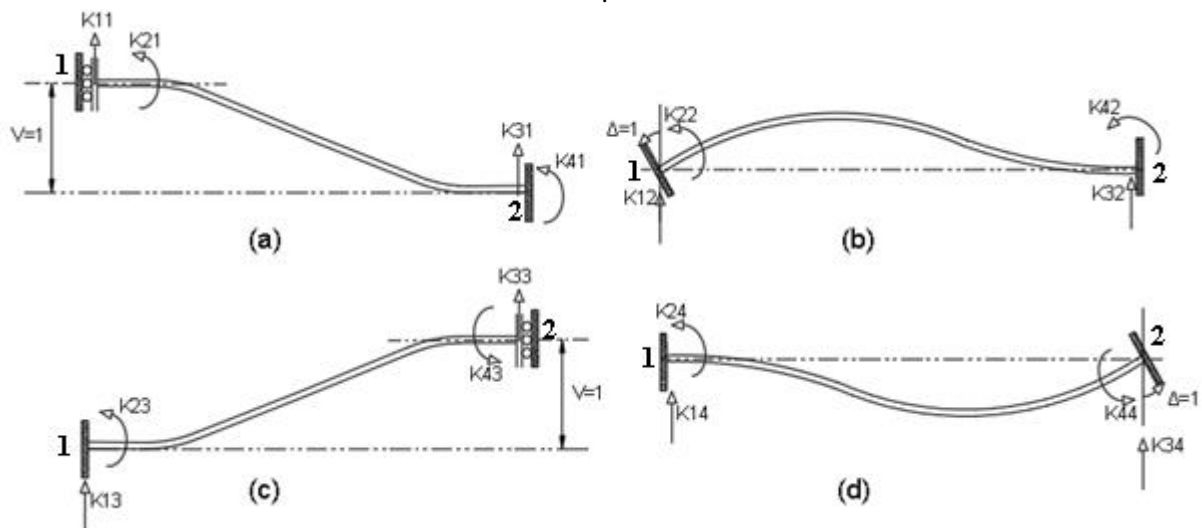 K11
K21
1
V=1
K31
K41
2
(a)
Δ=1
K22
1
K12
K42
K32
2
(b)
K33
2
K43
V=1
K23
1
K13
(c)
K24
1
K14
2
K44
Δ=1
K34
(d)